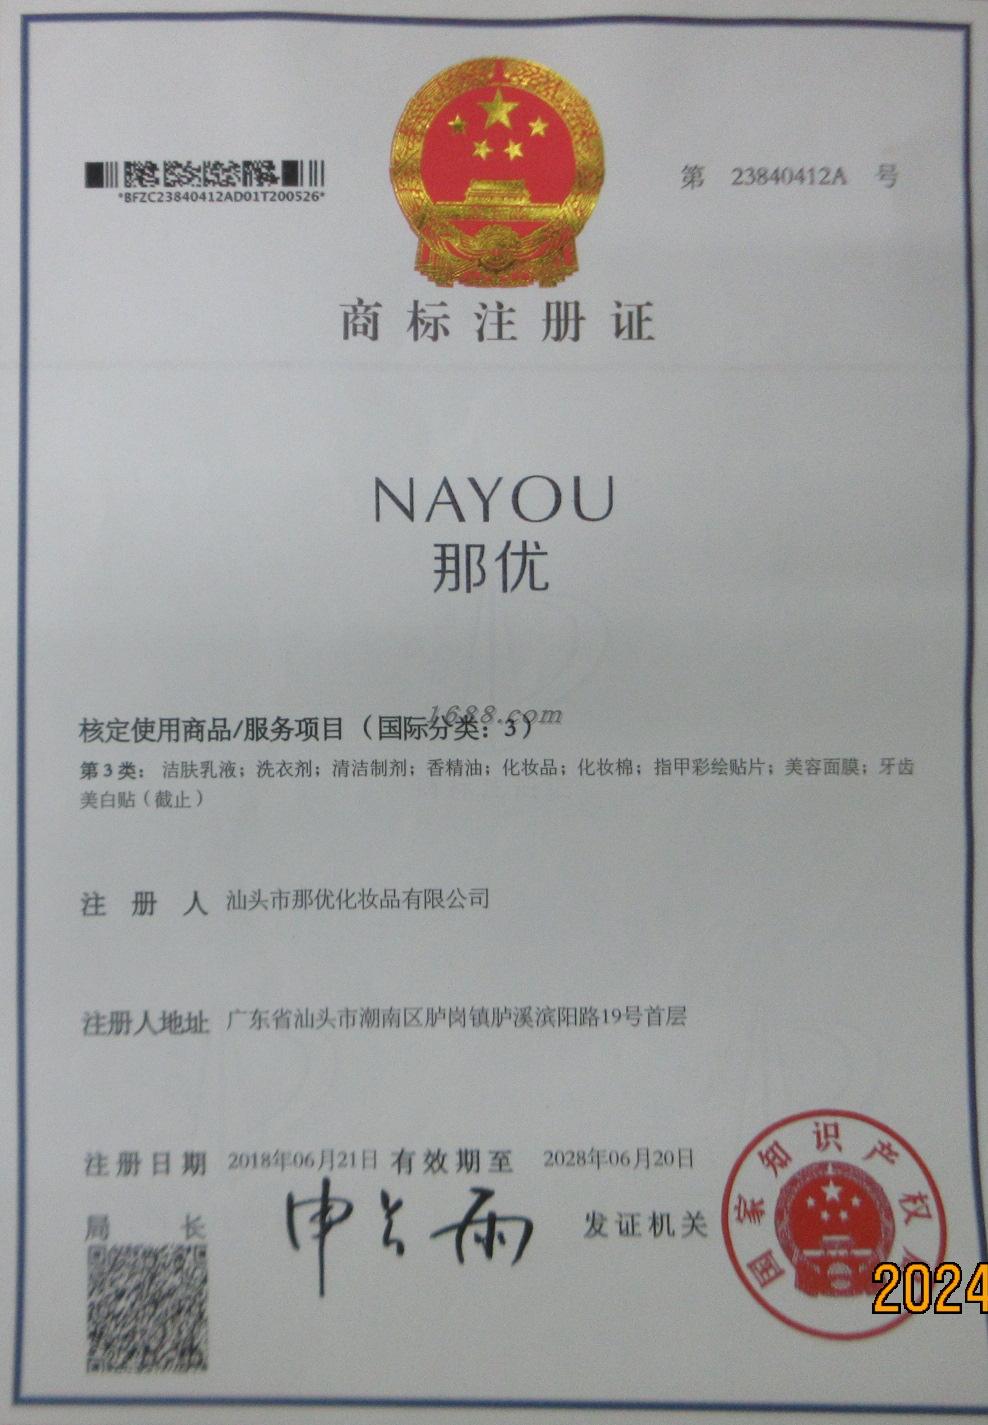 *BFZC23840412AD01T200526*
第 23840412A 号
商标注册证
NAYOU
那优
1688.com
核定使用商品/服务项目（国际分类：3）
第3类：洁肤乳液；洗衣剂；清洁制剂；香精油；化妆品；化妆棉；指甲彩绘贴片；美容面膜；牙齿
美白贴（截止）
注册人 汕头市那优化妆品有限公司
注册人地址 广东省汕头市潮南区胪岗镇胪溪滨阳路19号首层
注册日期 2018年06月21日 有效期至 2028年06月20日
局长 申长雨 发证机关
国家知识产权局
2024